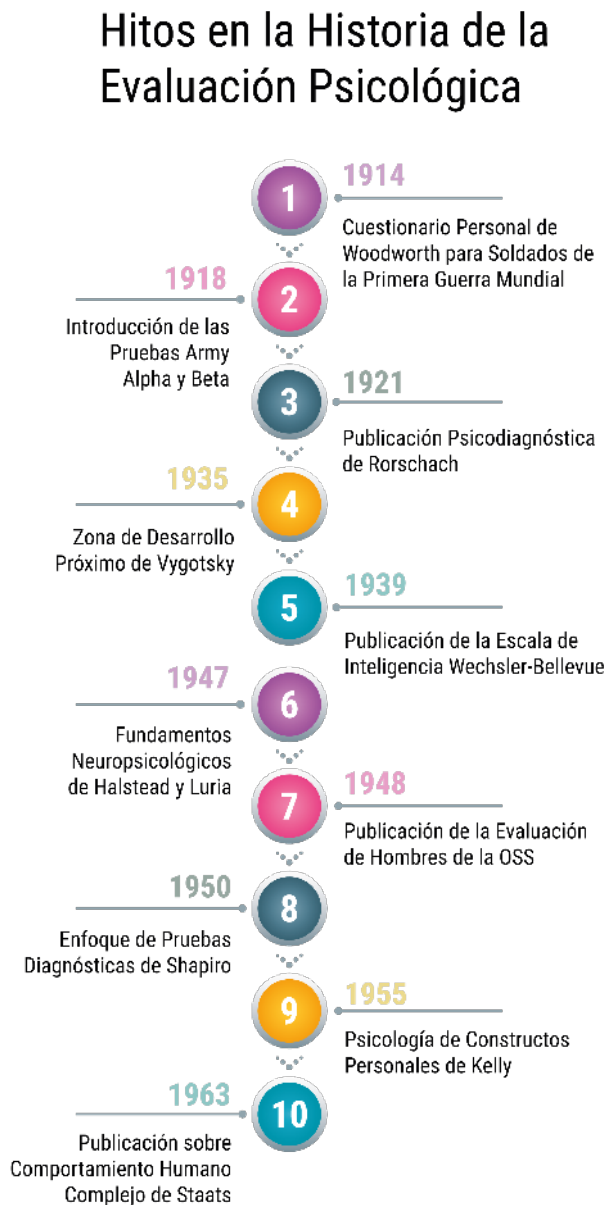 Hitos en la Historia de la
Evaluación Psicológica
1
1914
Cuestionario Personal de
Woodworth para Soldados de
la Primera Guerra Mundial
1918
2
Introducción de las
Pruebas Army
Alpha y Beta
3
1921
Publicación Psicodiagnóstica
de Rorschach
1935
4
Zona de Desarrollo
Próximo de Vygotsky
5
1939
Publicación de la Escala de
Inteligencia Wechsler-Bellevue
1947
6
Fundamentos
Neuropsicológicos
de Halstead y Luria
7
1948
Publicación de la Evaluación
de Hombres de la OSS
1950
8
Enfoque de Pruebas
Diagnósticas de Shapiro
9
1955
Psicología de Constructos
Personales de Kelly
1963
10
Publicación sobre
Comportamiento Humano
Complejo de Staats